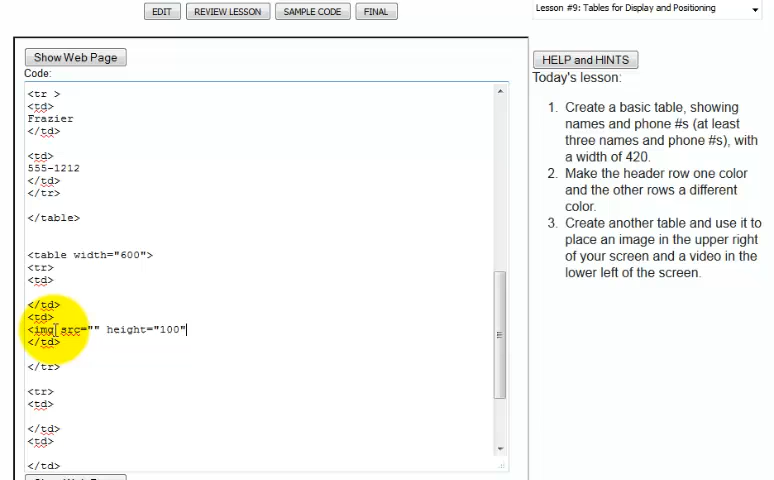 EDIT
REVIEW LESSON
SAMPLE CODE
FINAL
Lesson #9: Tables for Display and Positioning
Show Web Page
Code:
<tr >
<td>
Frazier
</td>
<td>
555-1212
</td>
</tr>
</table>
<table width="600">
<tr>
<td>
</td>
<td>
<img src="" height="100"
</td>
</tr>
<tr>
<td>
</td>
<td>
</td>
Show Web Page
HELP and HINTS
Today's lesson:
1. Create a basic table, showing
names and phone #s (at least
three names and phone #s), with
a width of 420.
2. Make the header row one color
and the other rows a different
color.
3. Create another table and use it to
place an image in the upper right
of your screen and a video in the
lower left of the screen.